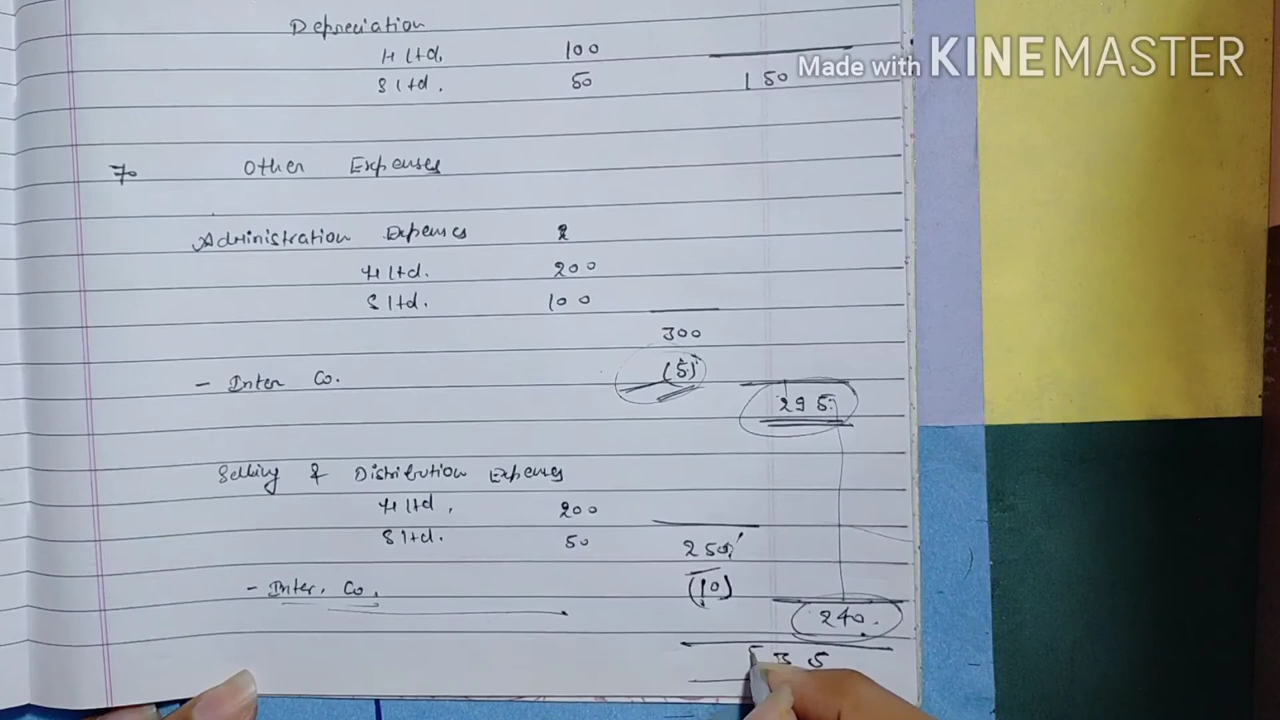 Depreciation
H Ltd. 100
S Ltd. 50 150
Made with KINEMASTER
7. Other Expenses
Administration Expenses
H Ltd. 200
S Ltd. 100
300
- Inter Co. (5)
295
Selling & Distribution Expenses
H Ltd. 200
S Ltd. 50 250
- Inter. Co. (10)
240.
535